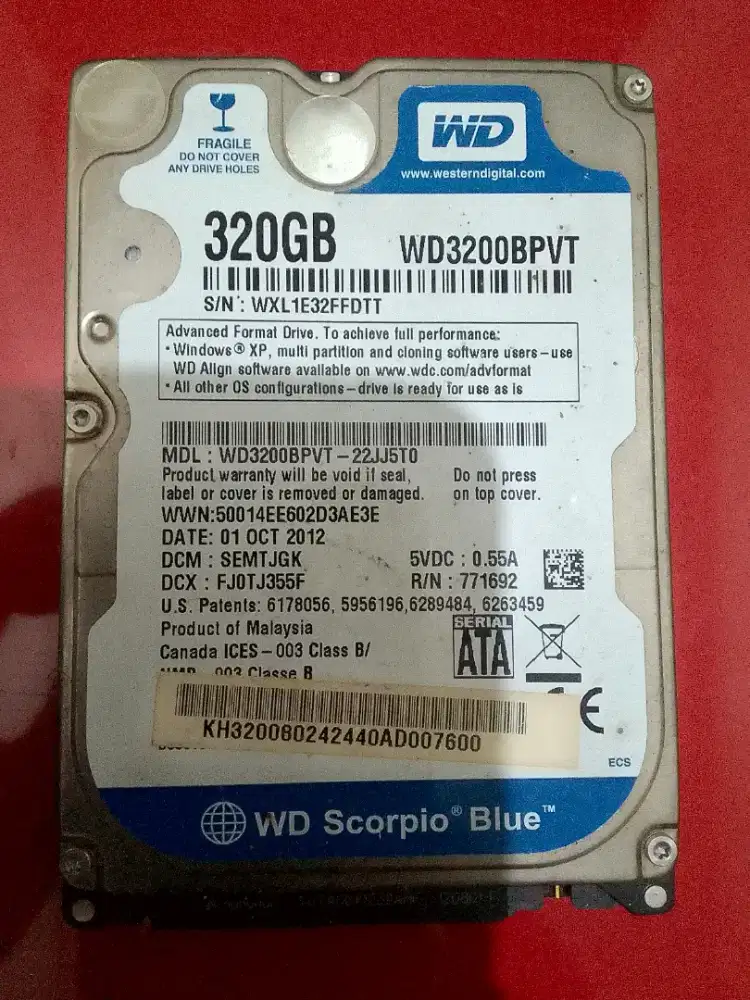 FRAGILE
DO NOT COVER
ANY DRIVE HOLES
WD
www.westerndigital.com
320GB WD3200BPVT
S/N : WXL1E32FFDTT
Advanced Format Drive. To achieve full performance:
• Windows® XP, multi partition and cloning software users – use
WD Align software available on www.wdc.com/advformat
• All other OS configurations – drive is ready for use as is
MDL : WD3200BPVT – 22JJ5T0
Product warranty will be void if seal, Do not press
label or cover is removed or damaged. on top cover.
WWN:50014EE602D3AE3E
DATE: 01 OCT 2012
DCM : SEMTJGK 5VDC : 0.55A
DCX : FJ0TJ355F R/N : 771692
U.S. Patents: 6178056, 5956196,6289484, 6263459
Product of Malaysia
SERIAL
ATA
Canada ICES – 003 Class B/
NMB 003 Classe B
CE
KH320080242440AD007600
ECS
WD Scorpio® Blue™